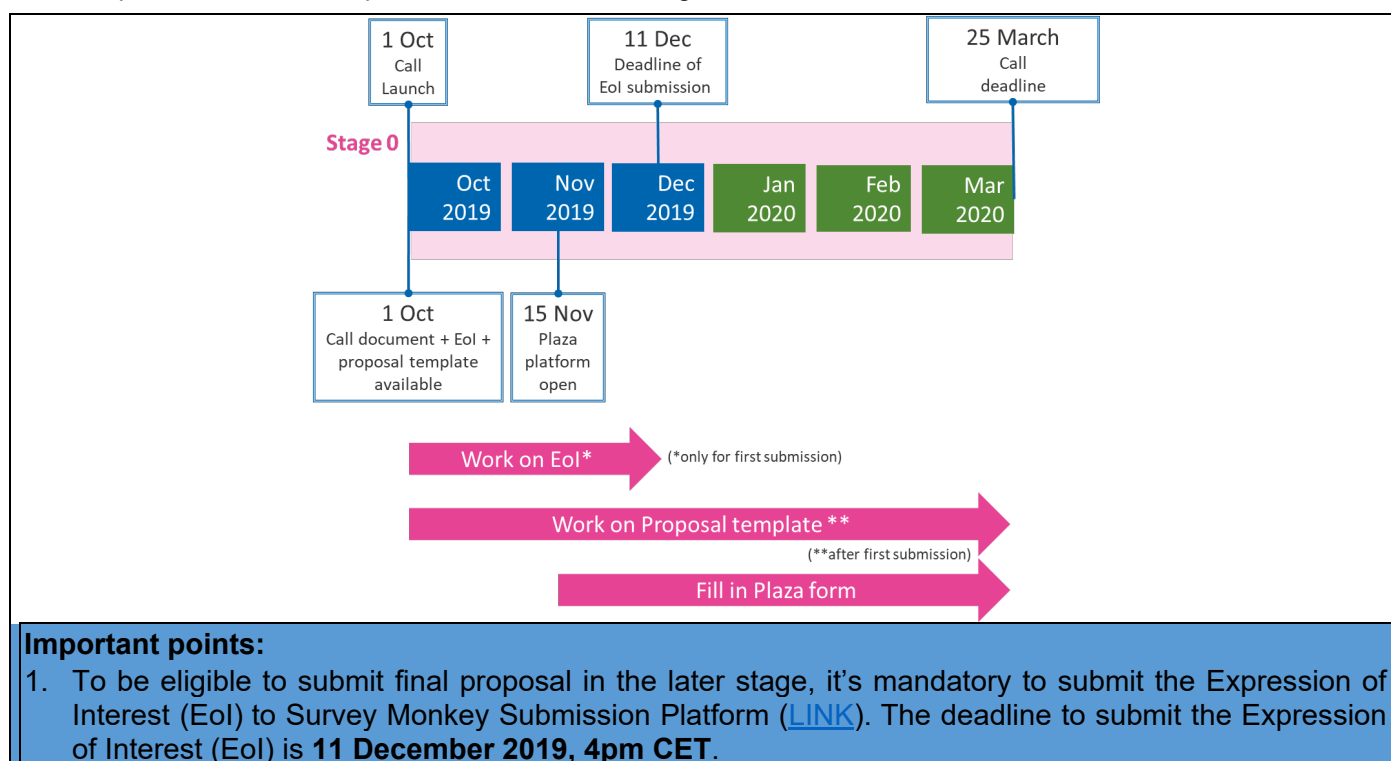 1 Oct
Call
Launch
11 Dec
Deadline of
EoI submission
25 March
Call
deadline
Stage 0
Oct
2019
Nov
2019
Dec
2019
Jan
2020
Feb
2020
Mar
2020
1 Oct
Call document + EoI +
proposal template
available
15 Nov
Plaza
platform
open
Work on EoI*
(*only for first submission)
Work on Proposal template **
(**after first submission)
Fill in Plaza form
Important points:
1. To be eligible to submit final proposal in the later stage, it's mandatory to submit the Expression of
Interest (EoI) to Survey Monkey Submission Platform (LINK). The deadline to submit the Expression
of Interest (EoI) is 11 December 2019, 4pm CET.